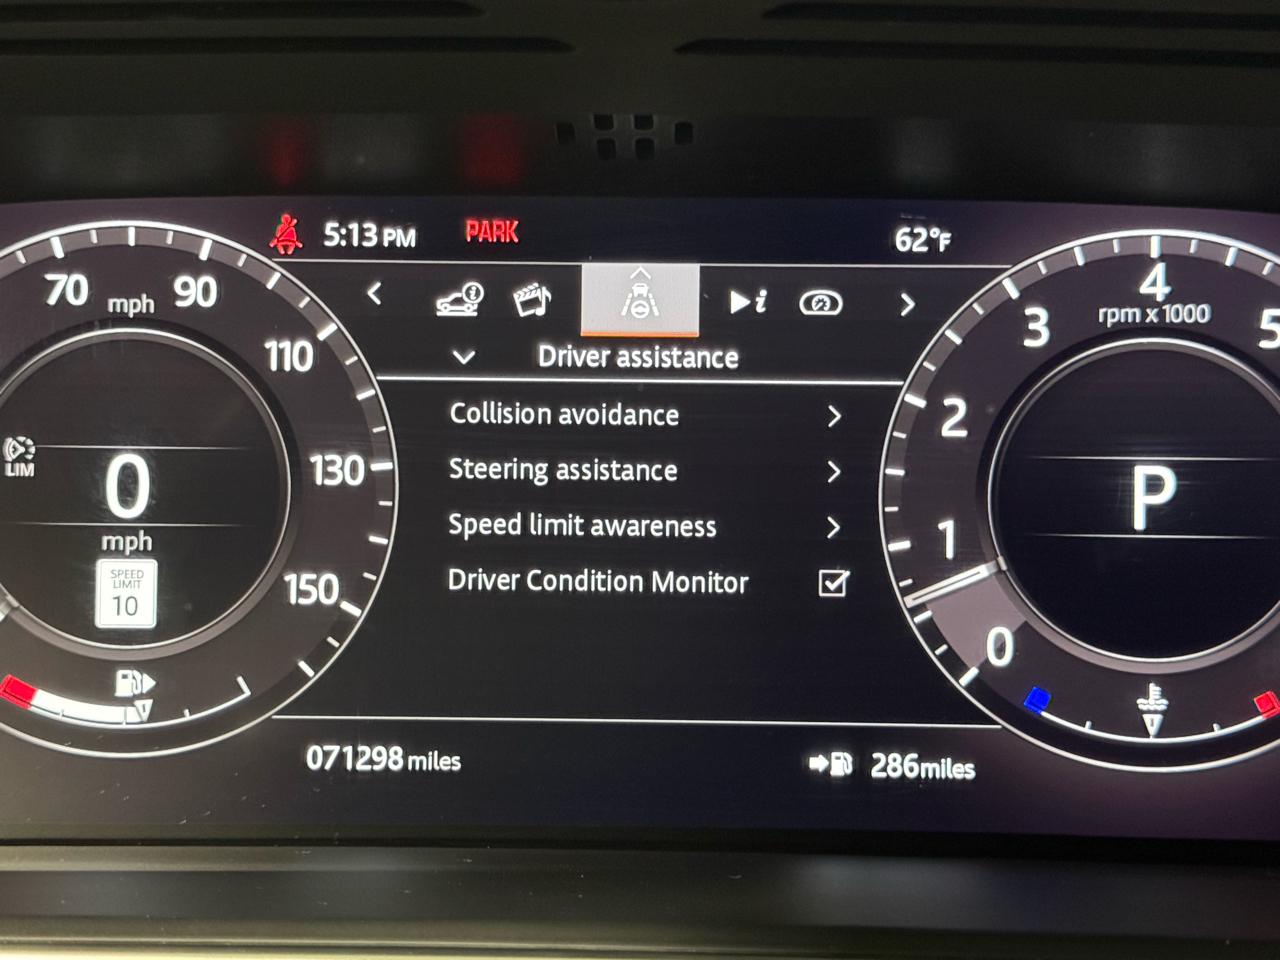 5:13 PM
PARK
62°F
70
mph
90
110
130
150
LIM
0
mph
SPEED
LIMIT
10
Driver assistance
Collision avoidance
Steering assistance
Speed limit awareness
Driver Condition Monitor
071298 miles
286 miles
4
rpm x 1000
3
5
2
1
0
P